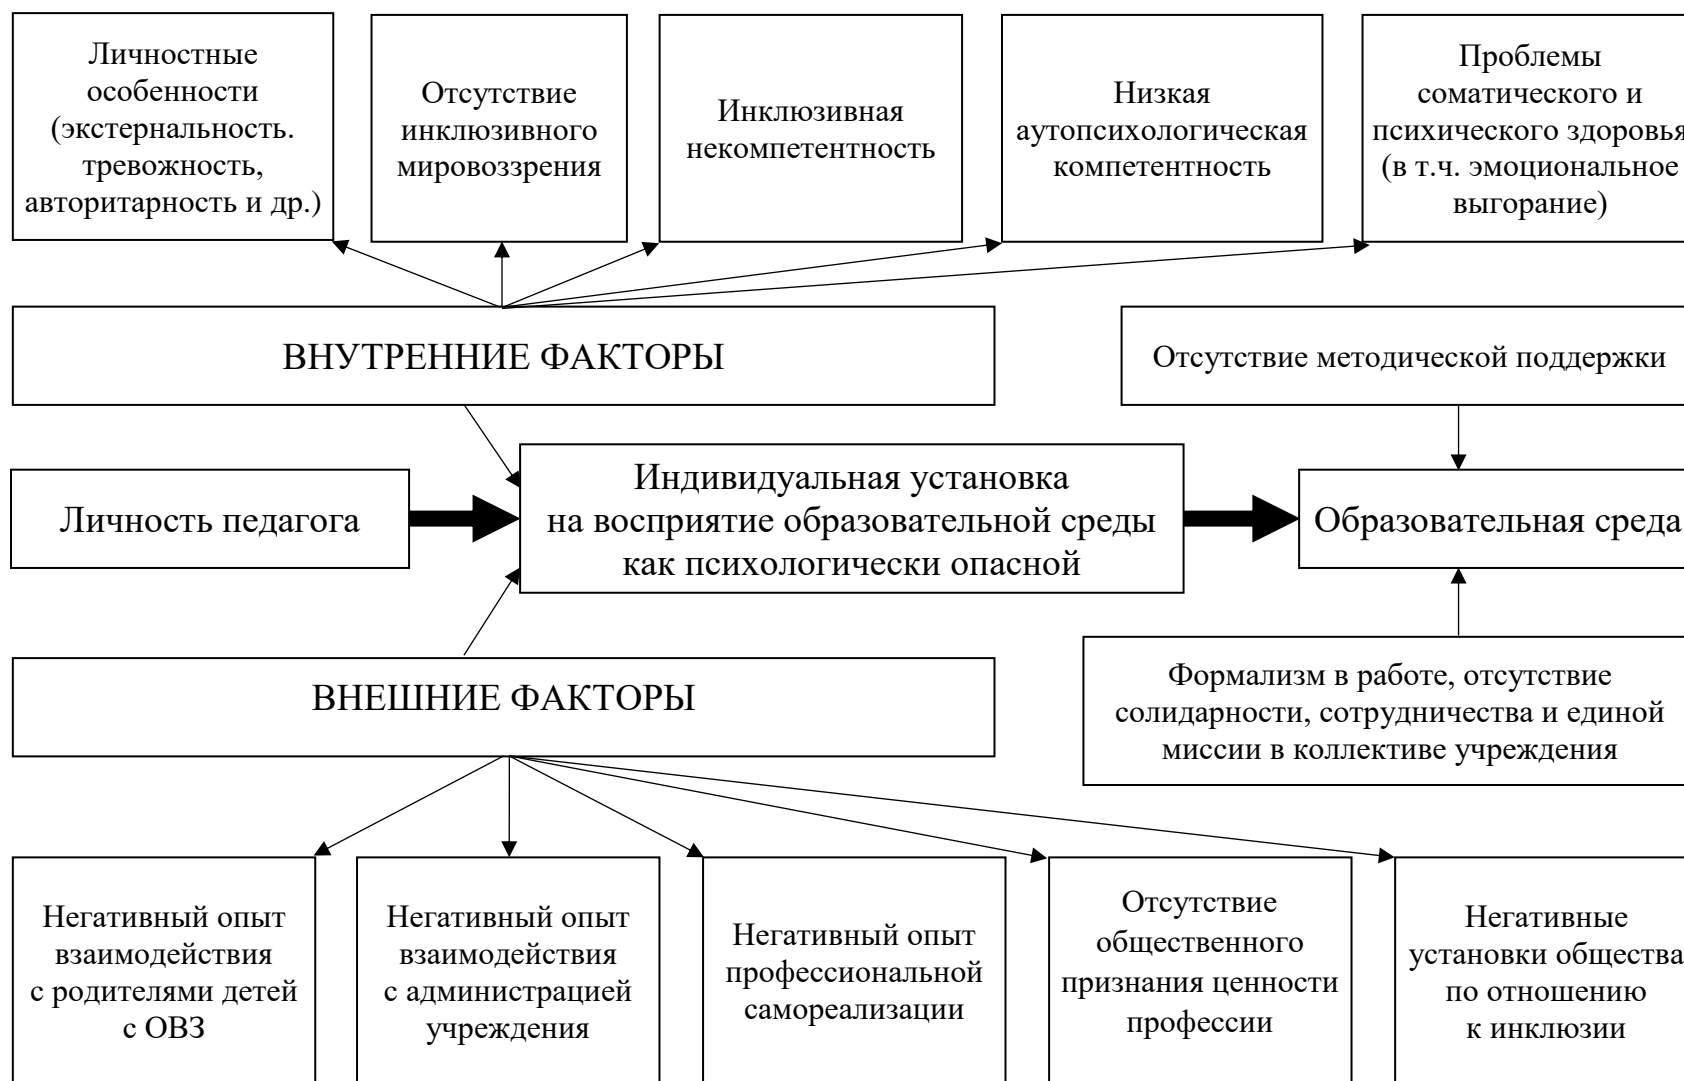 Личностные
особенности
(экстернальность.
тревожность,
авторитарность и др.)
Отсутствие
инклюзивного
мировоззрения
Инклюзивная
некомпетентность
Низкая
аутопсихологическая
компетентность
Проблемы
соматического и
психического здоровья
(в т.ч. эмоциональное
выгорание)
ВНУТРЕННИЕ ФАКТОРЫ
Отсутствие методической поддержки
Личность педагога
Индивидуальная установка
на восприятие образовательной среды
как психологически опасной
Образовательная среда
ВНЕШНИЕ ФАКТОРЫ
Формализм в работе, отсутствие
солидарности, сотрудничества и единой
миссии в коллективе учреждения
Негативный опыт
взаимодействия
с родителями детей
с ОВЗ
Негативный опыт
взаимодействия
с администрацией
учреждения
Негативный опыт
профессиональной
самореализации
Отсутствие
общественного
признания ценности
профессии
Негативные
установки общества
по отношению
к инклюзии